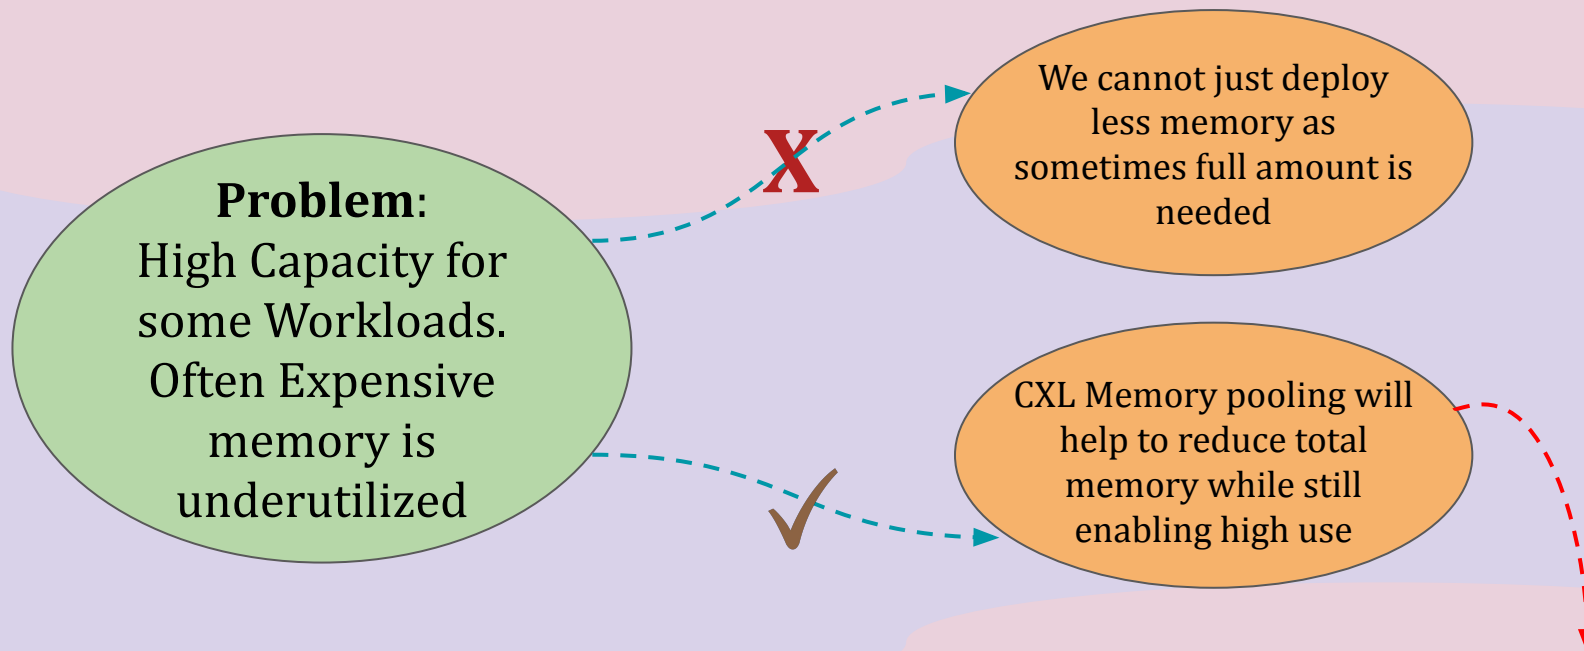 Problem:
High Capacity for
some Workloads.
Often Expensive
memory is
underutilized
X
We cannot just deploy
less memory as
sometimes full amount is
needed
CXL Memory pooling will
help to reduce total
memory while still
enabling high use